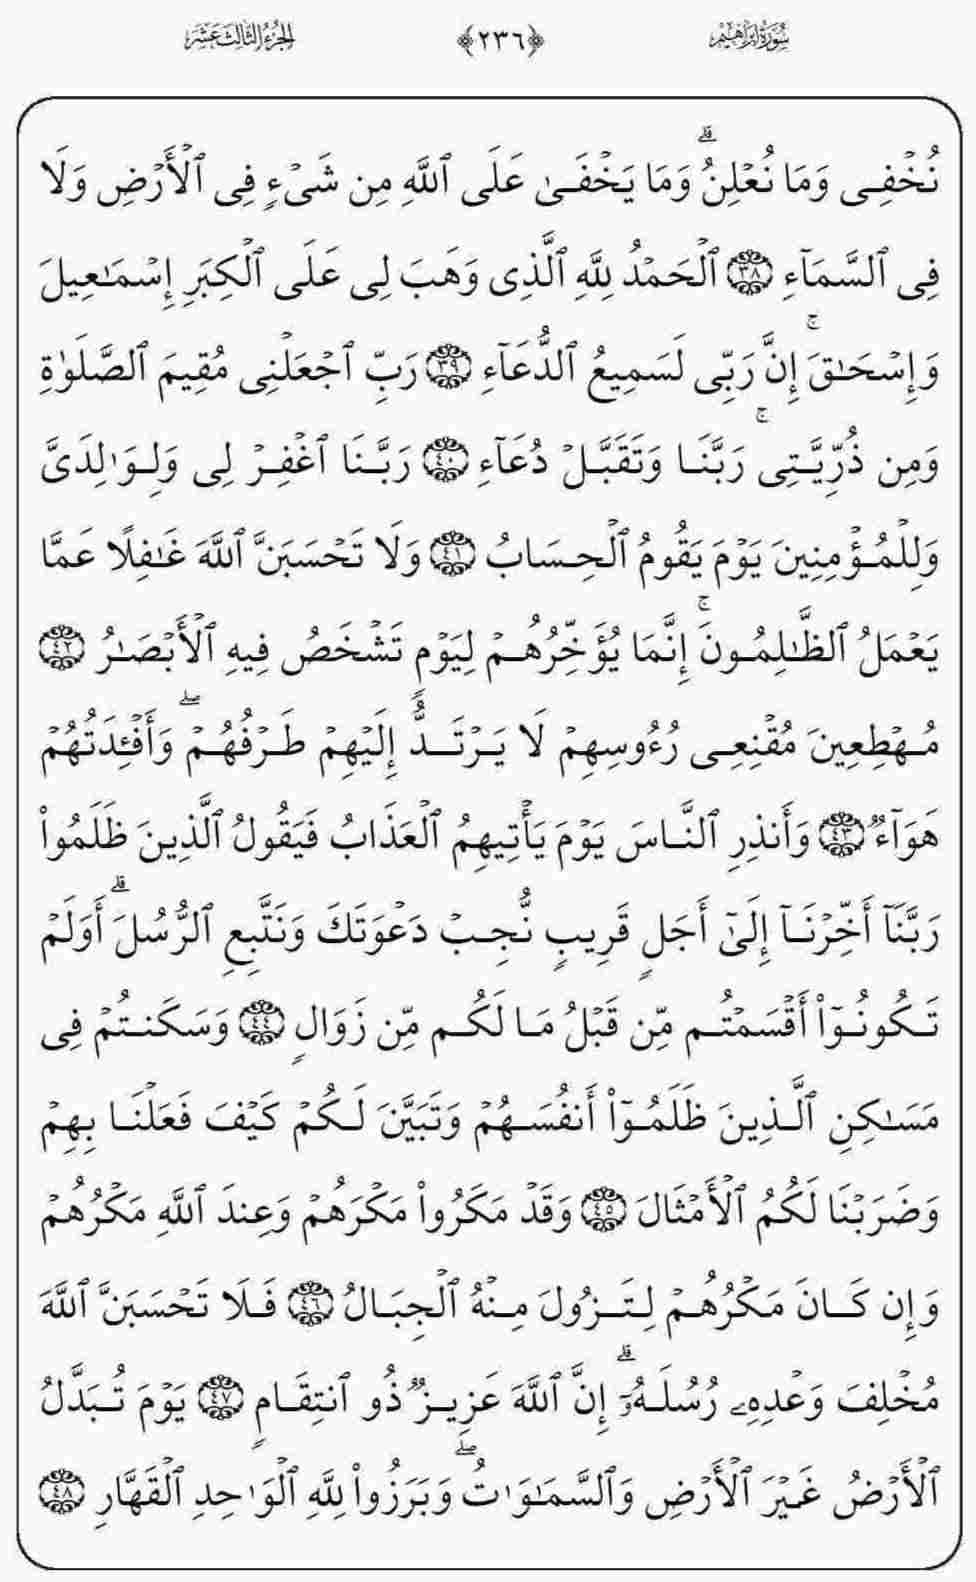 سُورَةُ إِبْرَاهِيمَ ﴿٢٣٦﴾ الجُزْءُ الثَّالِثَ عَشَرَ
نُخْفِى وَمَا نُعْلِنُ ۗ وَمَا يَخْفَىٰ عَلَى ٱللَّهِ مِن شَىْءٍ فِى ٱلْأَرْضِ وَلَا
فِى ٱلسَّمَآءِ ٣٨ ٱلْحَمْدُ لِلَّهِ ٱلَّذِى وَهَبَ لِى عَلَى ٱلْكِبَرِ إِسْمَـٰعِيلَ
وَإِسْحَـٰقَ ۚ إِنَّ رَبِّى لَسَمِيعُ ٱلدُّعَآءِ ٣٩ رَبِّ ٱجْعَلْنِى مُقِيمَ ٱلصَّلَوٰةِ
وَمِن ذُرِّيَّتِى ۚ رَبَّنَا وَتَقَبَّلْ دُعَآءِ ٤٠ رَبَّنَا ٱغْفِرْ لِى وَلِوَٰلِدَىَّ
وَلِلْمُؤْمِنِينَ يَوْمَ يَقُومُ ٱلْحِسَابُ ٤١ وَلَا تَحْسَبَنَّ ٱللَّهَ غَـٰفِلًا عَمَّا
يَعْمَلُ ٱلظَّـٰلِمُونَ ۚ إِنَّمَا يُؤَخِّرُهُمْ لِيَوْمٍ تَشْخَصُ فِيهِ ٱلْأَبْصَـٰرُ ٤٢
مُهْطِعِينَ مُقْنِعِى رُءُوسِهِمْ لَا يَرْتَدُّ إِلَيْهِمْ طَرْفُهُمْ ۖ وَأَفْـِٔدَتُهُمْ
هَوَآءٌ ٤٣ وَأَنذِرِ ٱلنَّاسَ يَوْمَ يَأْتِيهِمُ ٱلْعَذَابُ فَيَقُولُ ٱلَّذِينَ ظَلَمُوا۟
رَبَّنَآ أَخِّرْنَآ إِلَىٰٓ أَجَلٍ قَرِيبٍ نُّجِبْ دَعْوَتَكَ وَنَتَّبِعِ ٱلرُّسُلَ ۗ أَوَلَمْ
تَكُونُوٓا۟ أَقْسَمْتُم مِّن قَبْلُ مَا لَكُم مِّن زَوَالٍ ٤٤ وَسَكَنتُمْ فِى
مَسَـٰكِنِ ٱلَّذِينَ ظَلَمُوٓا۟ أَنفُسَهُمْ وَتَبَيَّنَ لَكُمْ كَيْفَ فَعَلْنَا بِهِمْ
وَضَرَبْنَا لَكُمُ ٱلْأَمْثَالَ ٤٥ وَقَدْ مَكَرُوا۟ مَكْرَهُمْ وَعِندَ ٱللَّهِ مَكْرُهُمْ
وَإِن كَانَ مَكْرُهُمْ لِتَزُولَ مِنْهُ ٱلْجِبَالُ ٤٦ فَلَا تَحْسَبَنَّ ٱللَّهَ
مُخْلِفَ وَعْدِهِۦ رُسُلَهُۥٓ ۗ إِنَّ ٱللَّهَ عَزِيزٌ ذُو ٱنتِقَامٍ ٤٧ يَوْمَ تُبَدَّلُ
ٱلْأَرْضُ غَيْرَ ٱلْأَرْضِ وَٱلسَّمَـٰوَٰتُ ۖ وَبَرَزُوا۟ لِلَّهِ ٱلْوَٰحِدِ ٱلْقَهَّارِ ٤٨